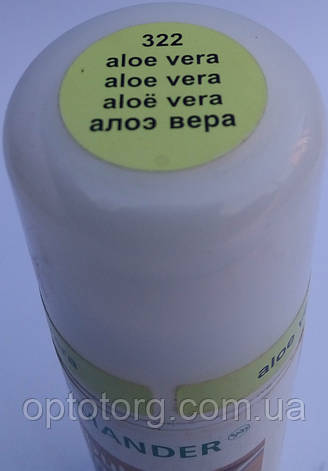 322
aloe vera
aloe vera
aloë vera
алоэ вера
aloe v
ANDER
optotorg.com.ua